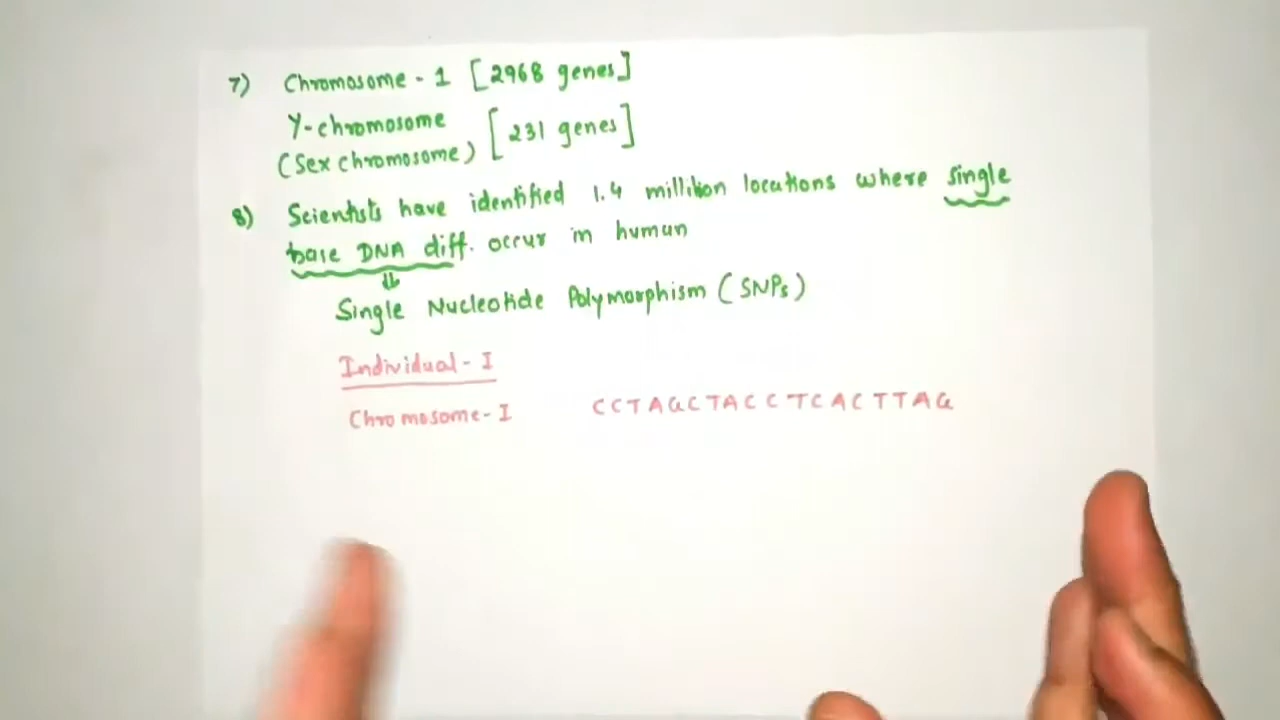 7) Chromosome - 1 [2968 genes]
Y-chromosome
(Sex chromosome) [231 genes]
8) Scientists have identified 1.4 millibon locations where single
base DNA diff. occur in human
⇓
Single Nucleotide Polymorphism (SNPs)
Individual - I
Chromosome - I CCTAGCTACCTCACTTAG